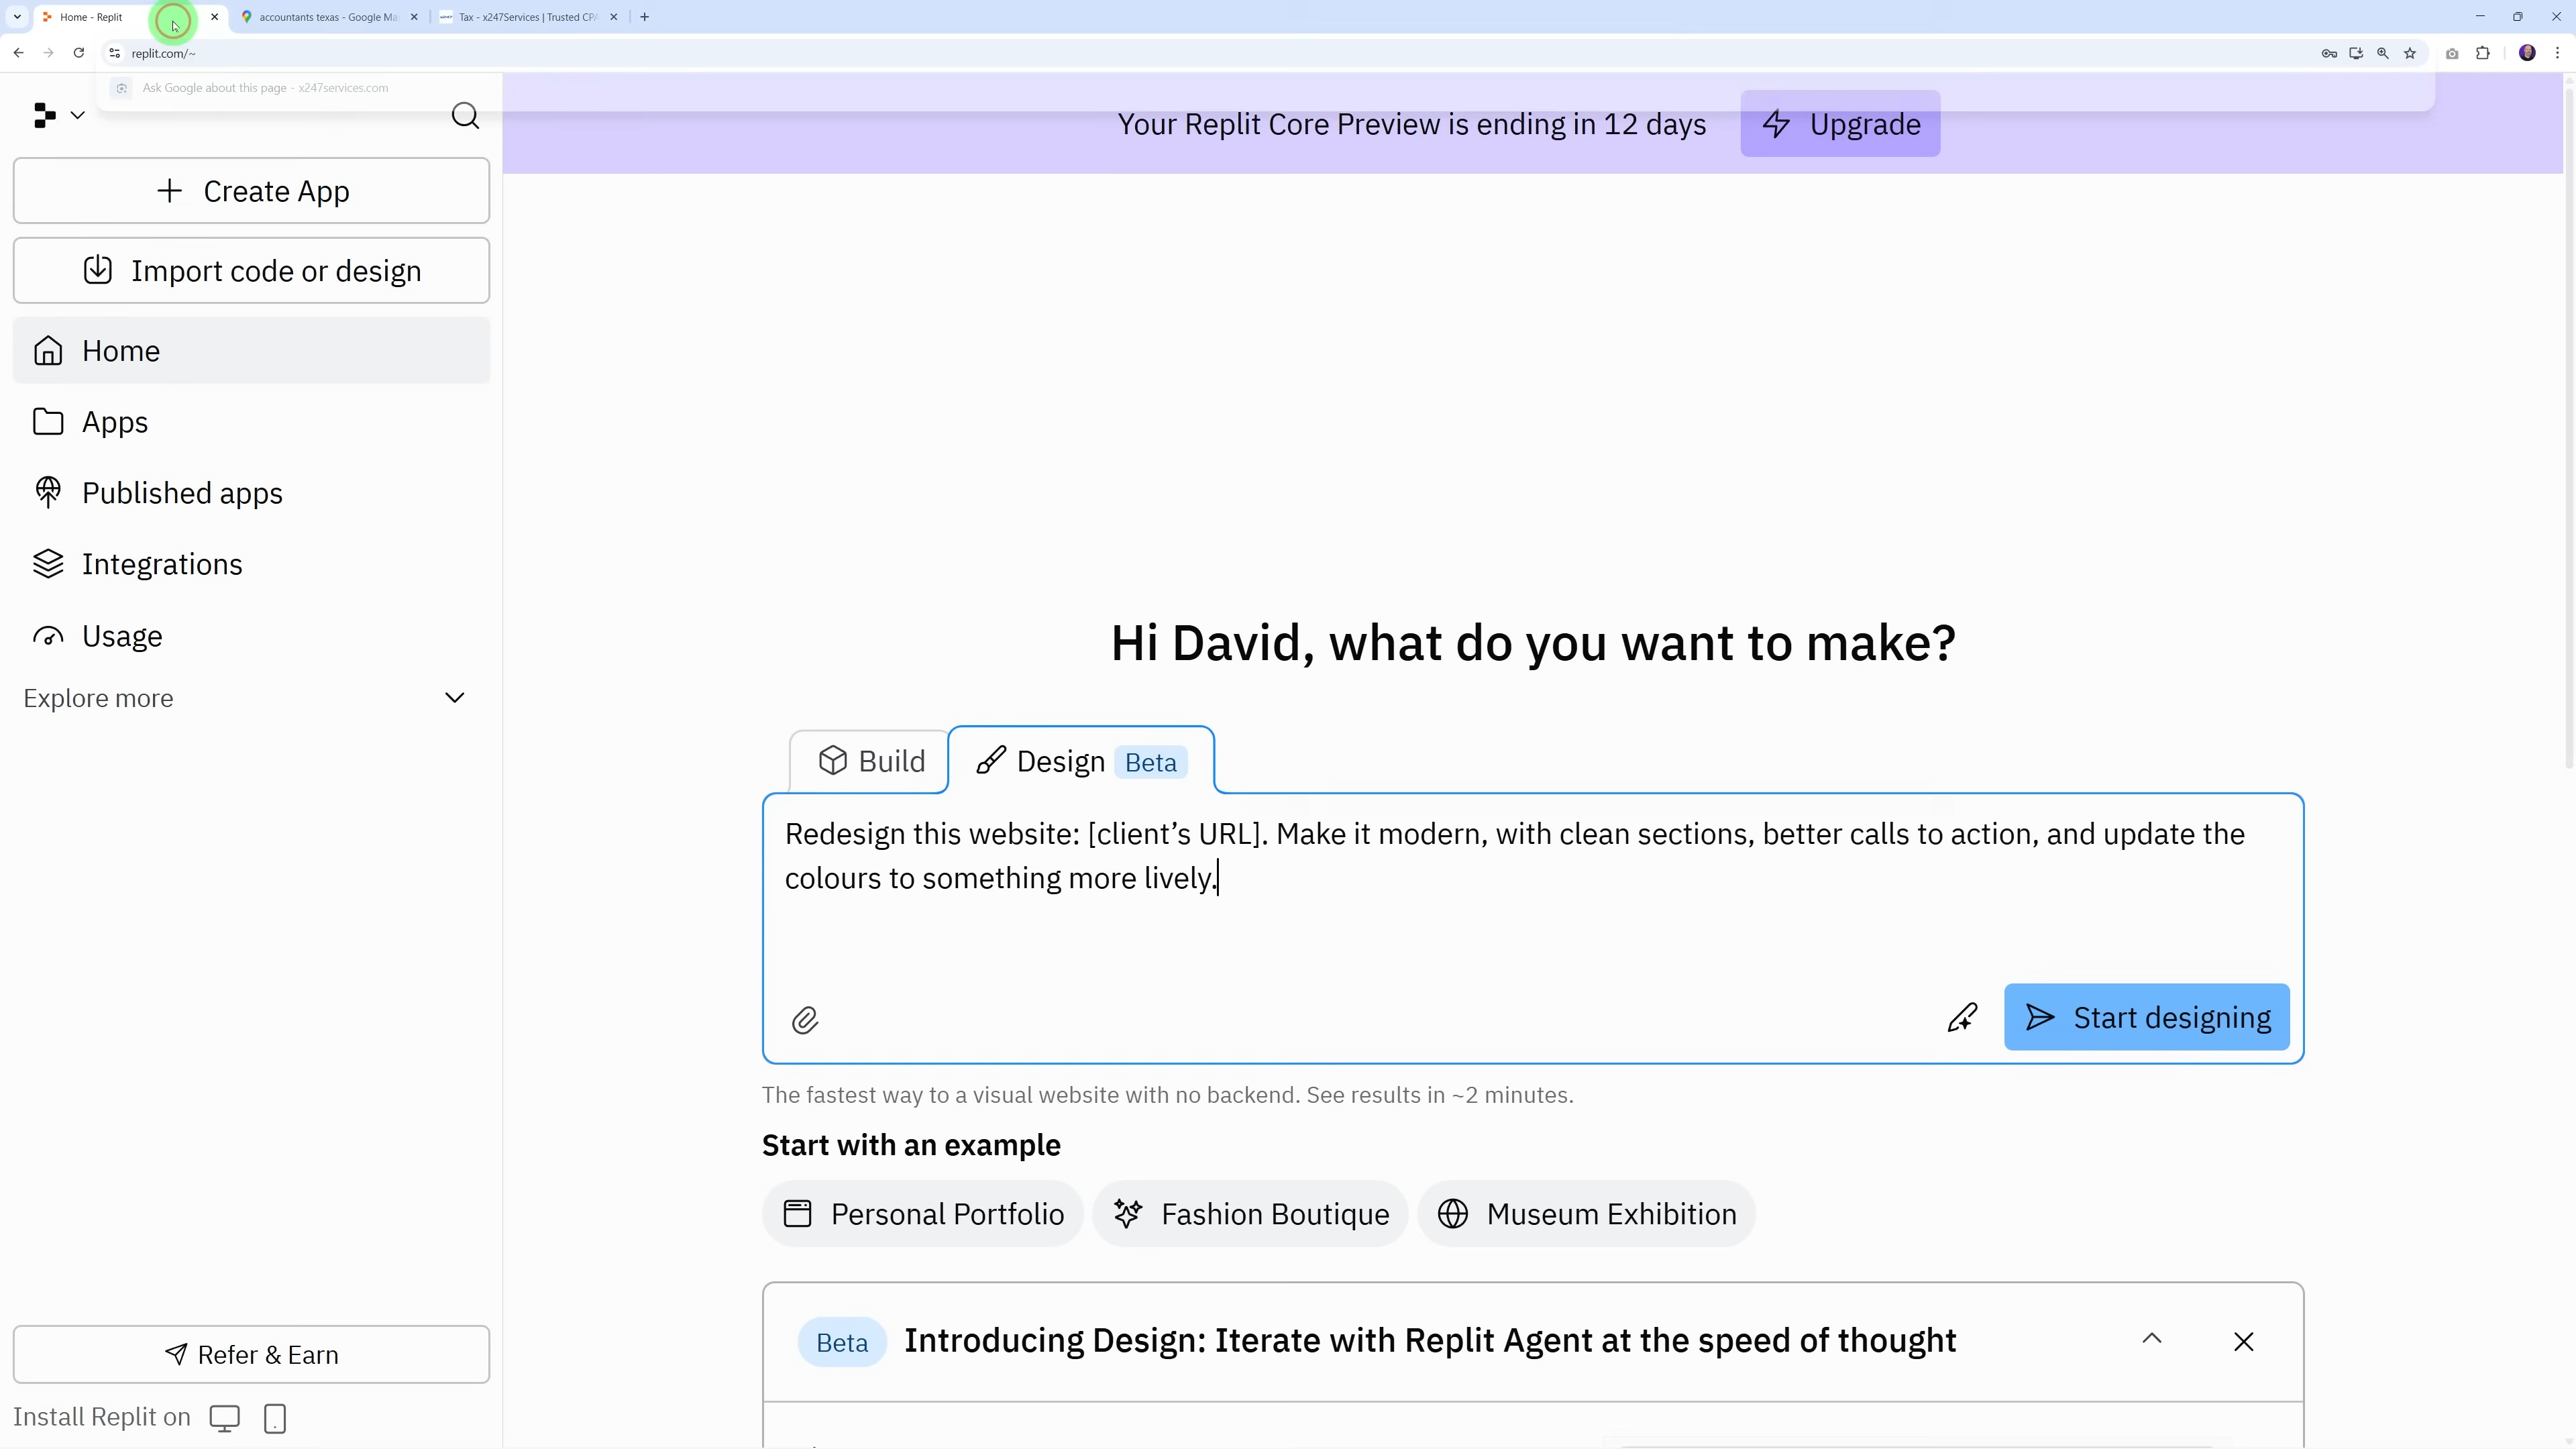 Home - Replit
accountants texas - Google Ma
Tax - x247Services | Trusted CPA
replit.com/~
Ask Google about this page - x247services.com
Your Replit Core Preview is ending in 12 days
Upgrade
Create App
Import code or design
Home
Apps
Published apps
Integrations
Usage
Explore more
Hi David, what do you want to make?
Build
Design Beta
Redesign this website: [client’s URL]. Make it modern, with clean sections, better calls to action, and update the
colours to something more lively.
Start designing
The fastest way to a visual website with no backend. See results in ~2 minutes.
Start with an example
Personal Portfolio
Fashion Boutique
Museum Exhibition
Beta Introducing Design: Iterate with Replit Agent at the speed of thought
Refer & Earn
Install Replit on